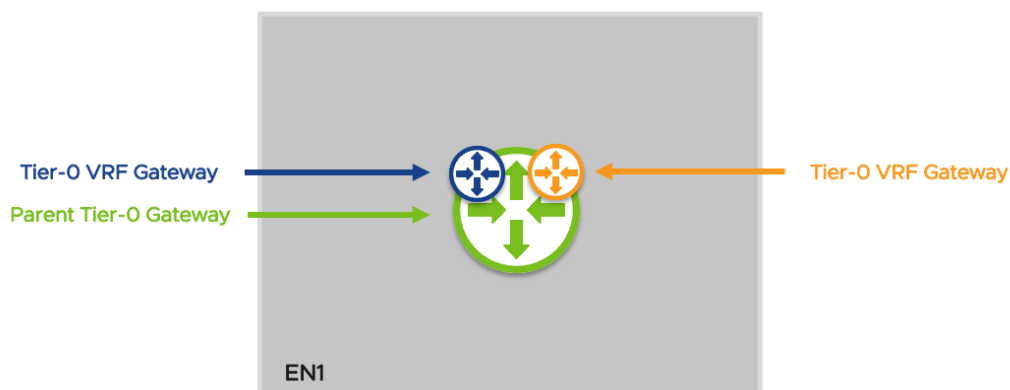 Tier-0 VRF Gateway
Tier-0 VRF Gateway
Parent Tier-0 Gateway
EN1